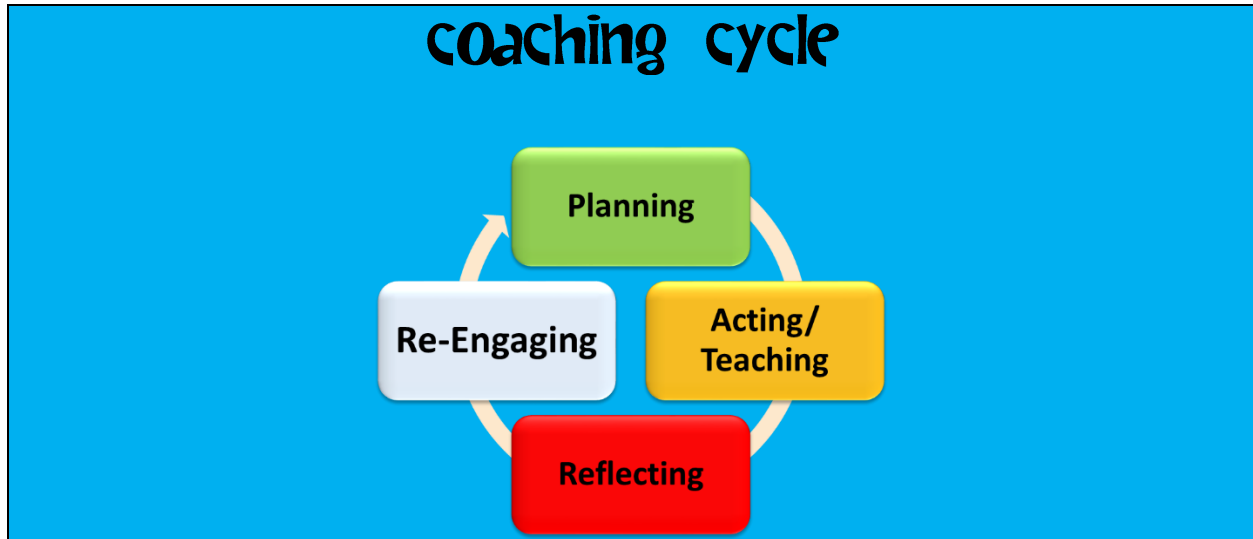 coaching cycle
Planning
Acting/
Teaching
Reflecting
Re-Engaging